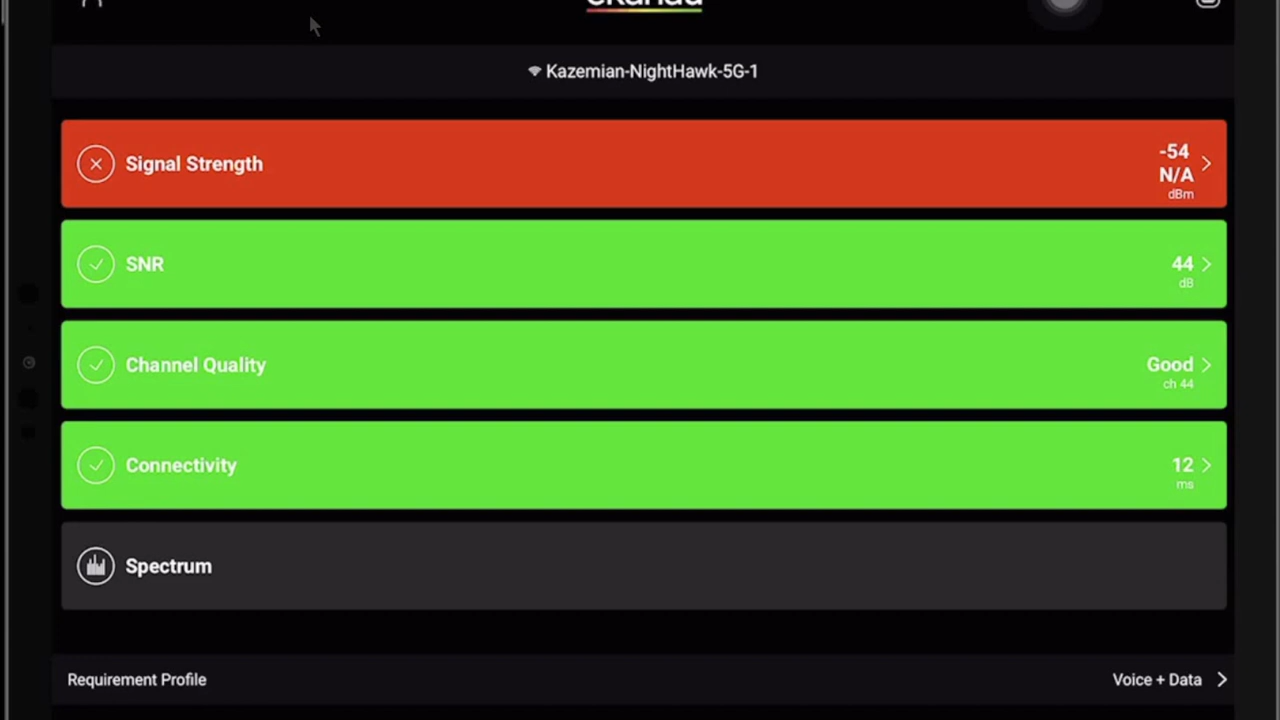 Kazemian-NightHawk-5G-1
Signal Strength
-54
N/A
dBm
SNR
44
dB
Channel Quality
Good
ch 44
Connectivity
12
ms
Spectrum
Requirement Profile
Voice + Data